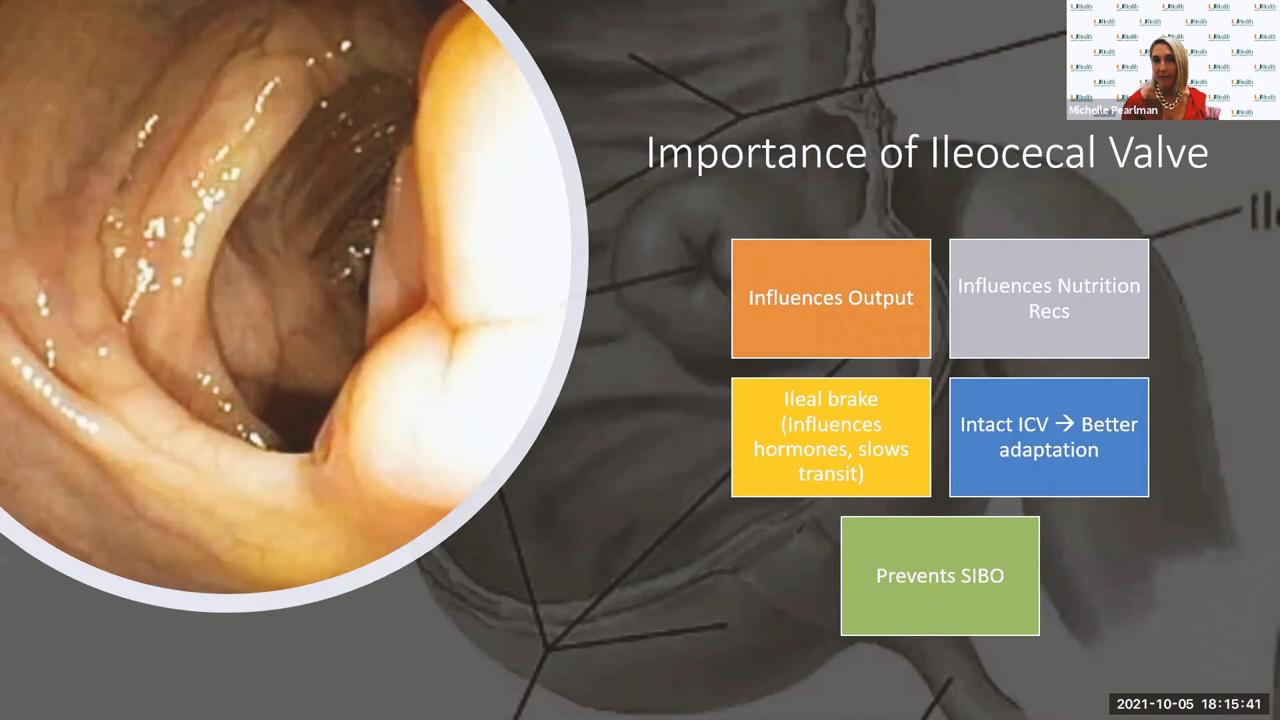 UHealth
Michelle Pearlman
Importance of Ileocecal Valve
Influences Output
Influences Nutrition
Recs
Ileal brake
(Influences
hormones, slows
transit)
Intact ICV → Better
adaptation
Prevents SIBO
2021-10-05 18:15:41